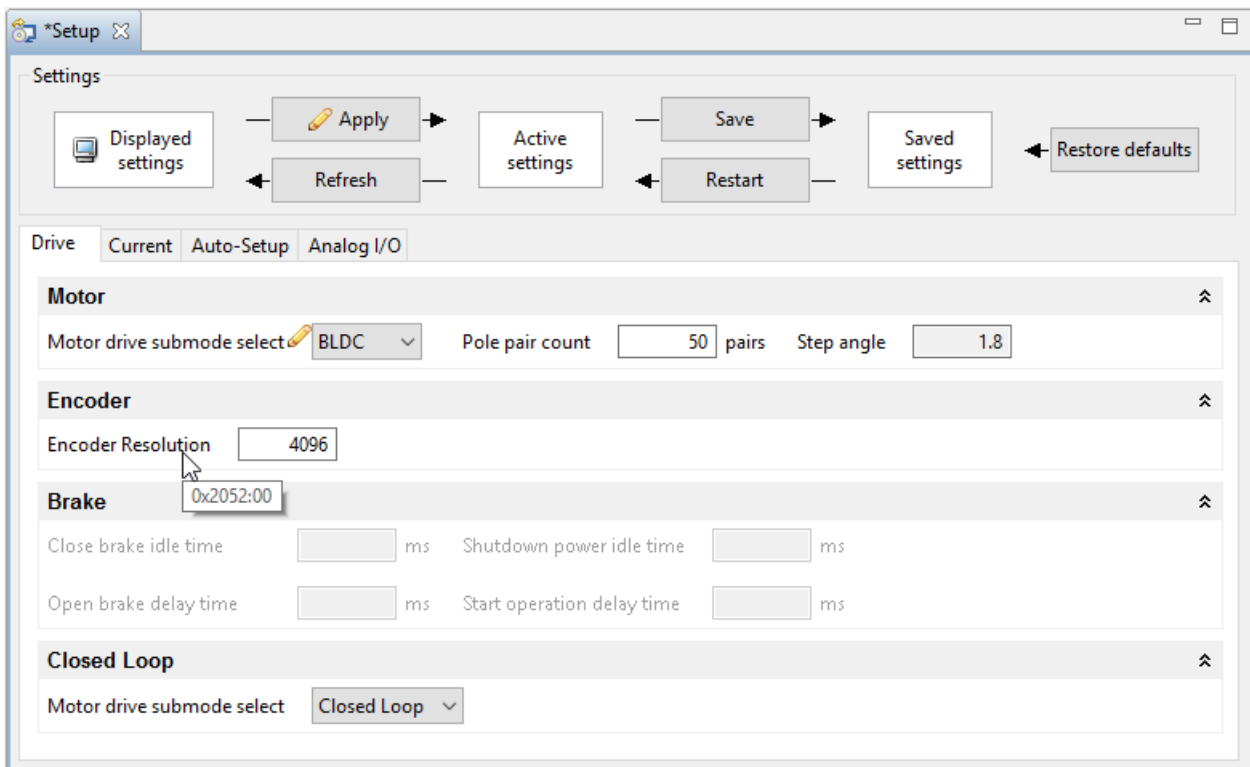 *Setup
Settings
Displayed settings
Apply
Refresh
Active settings
Save
Restart
Saved settings
Restore defaults
Drive Current Auto-Setup Analog I/O
Motor
Motor drive submode select BLDC Pole pair count 50 pairs Step angle 1.8
Encoder
Encoder Resolution 4096
0x2052:00
Brake
Close brake idle time ms Shutdown power idle time ms
Open brake delay time ms Start operation delay time ms
Closed Loop
Motor drive submode select Closed Loop